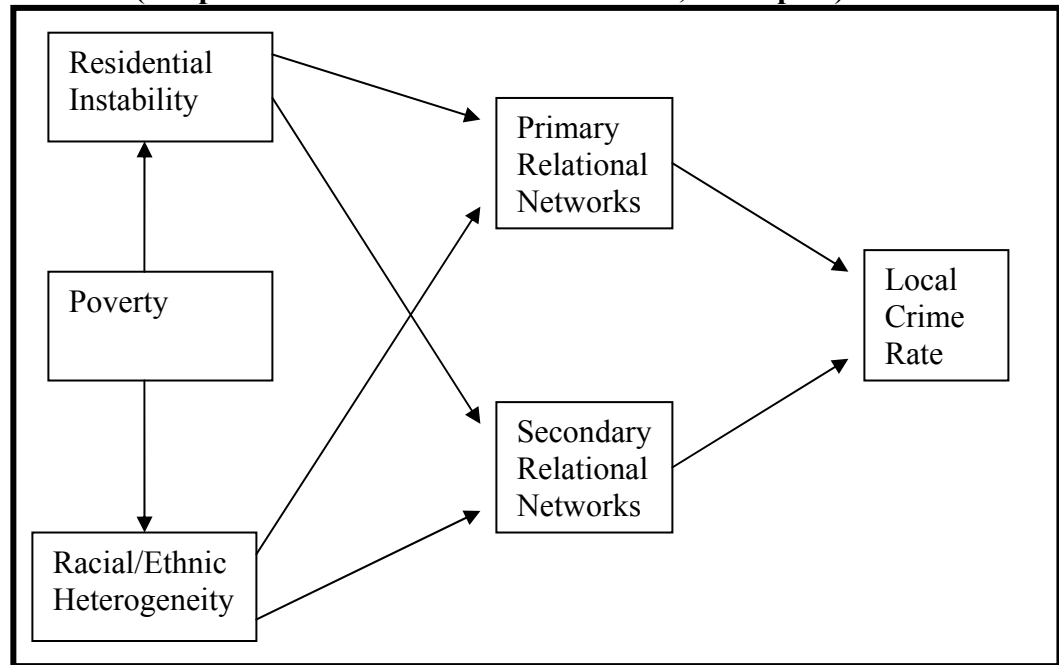 Residential
Instability
Primary
Relational
Networks
Poverty
Local
Crime
Rate
Secondary
Relational
Networks
Racial/Ethnic
Heterogeneity